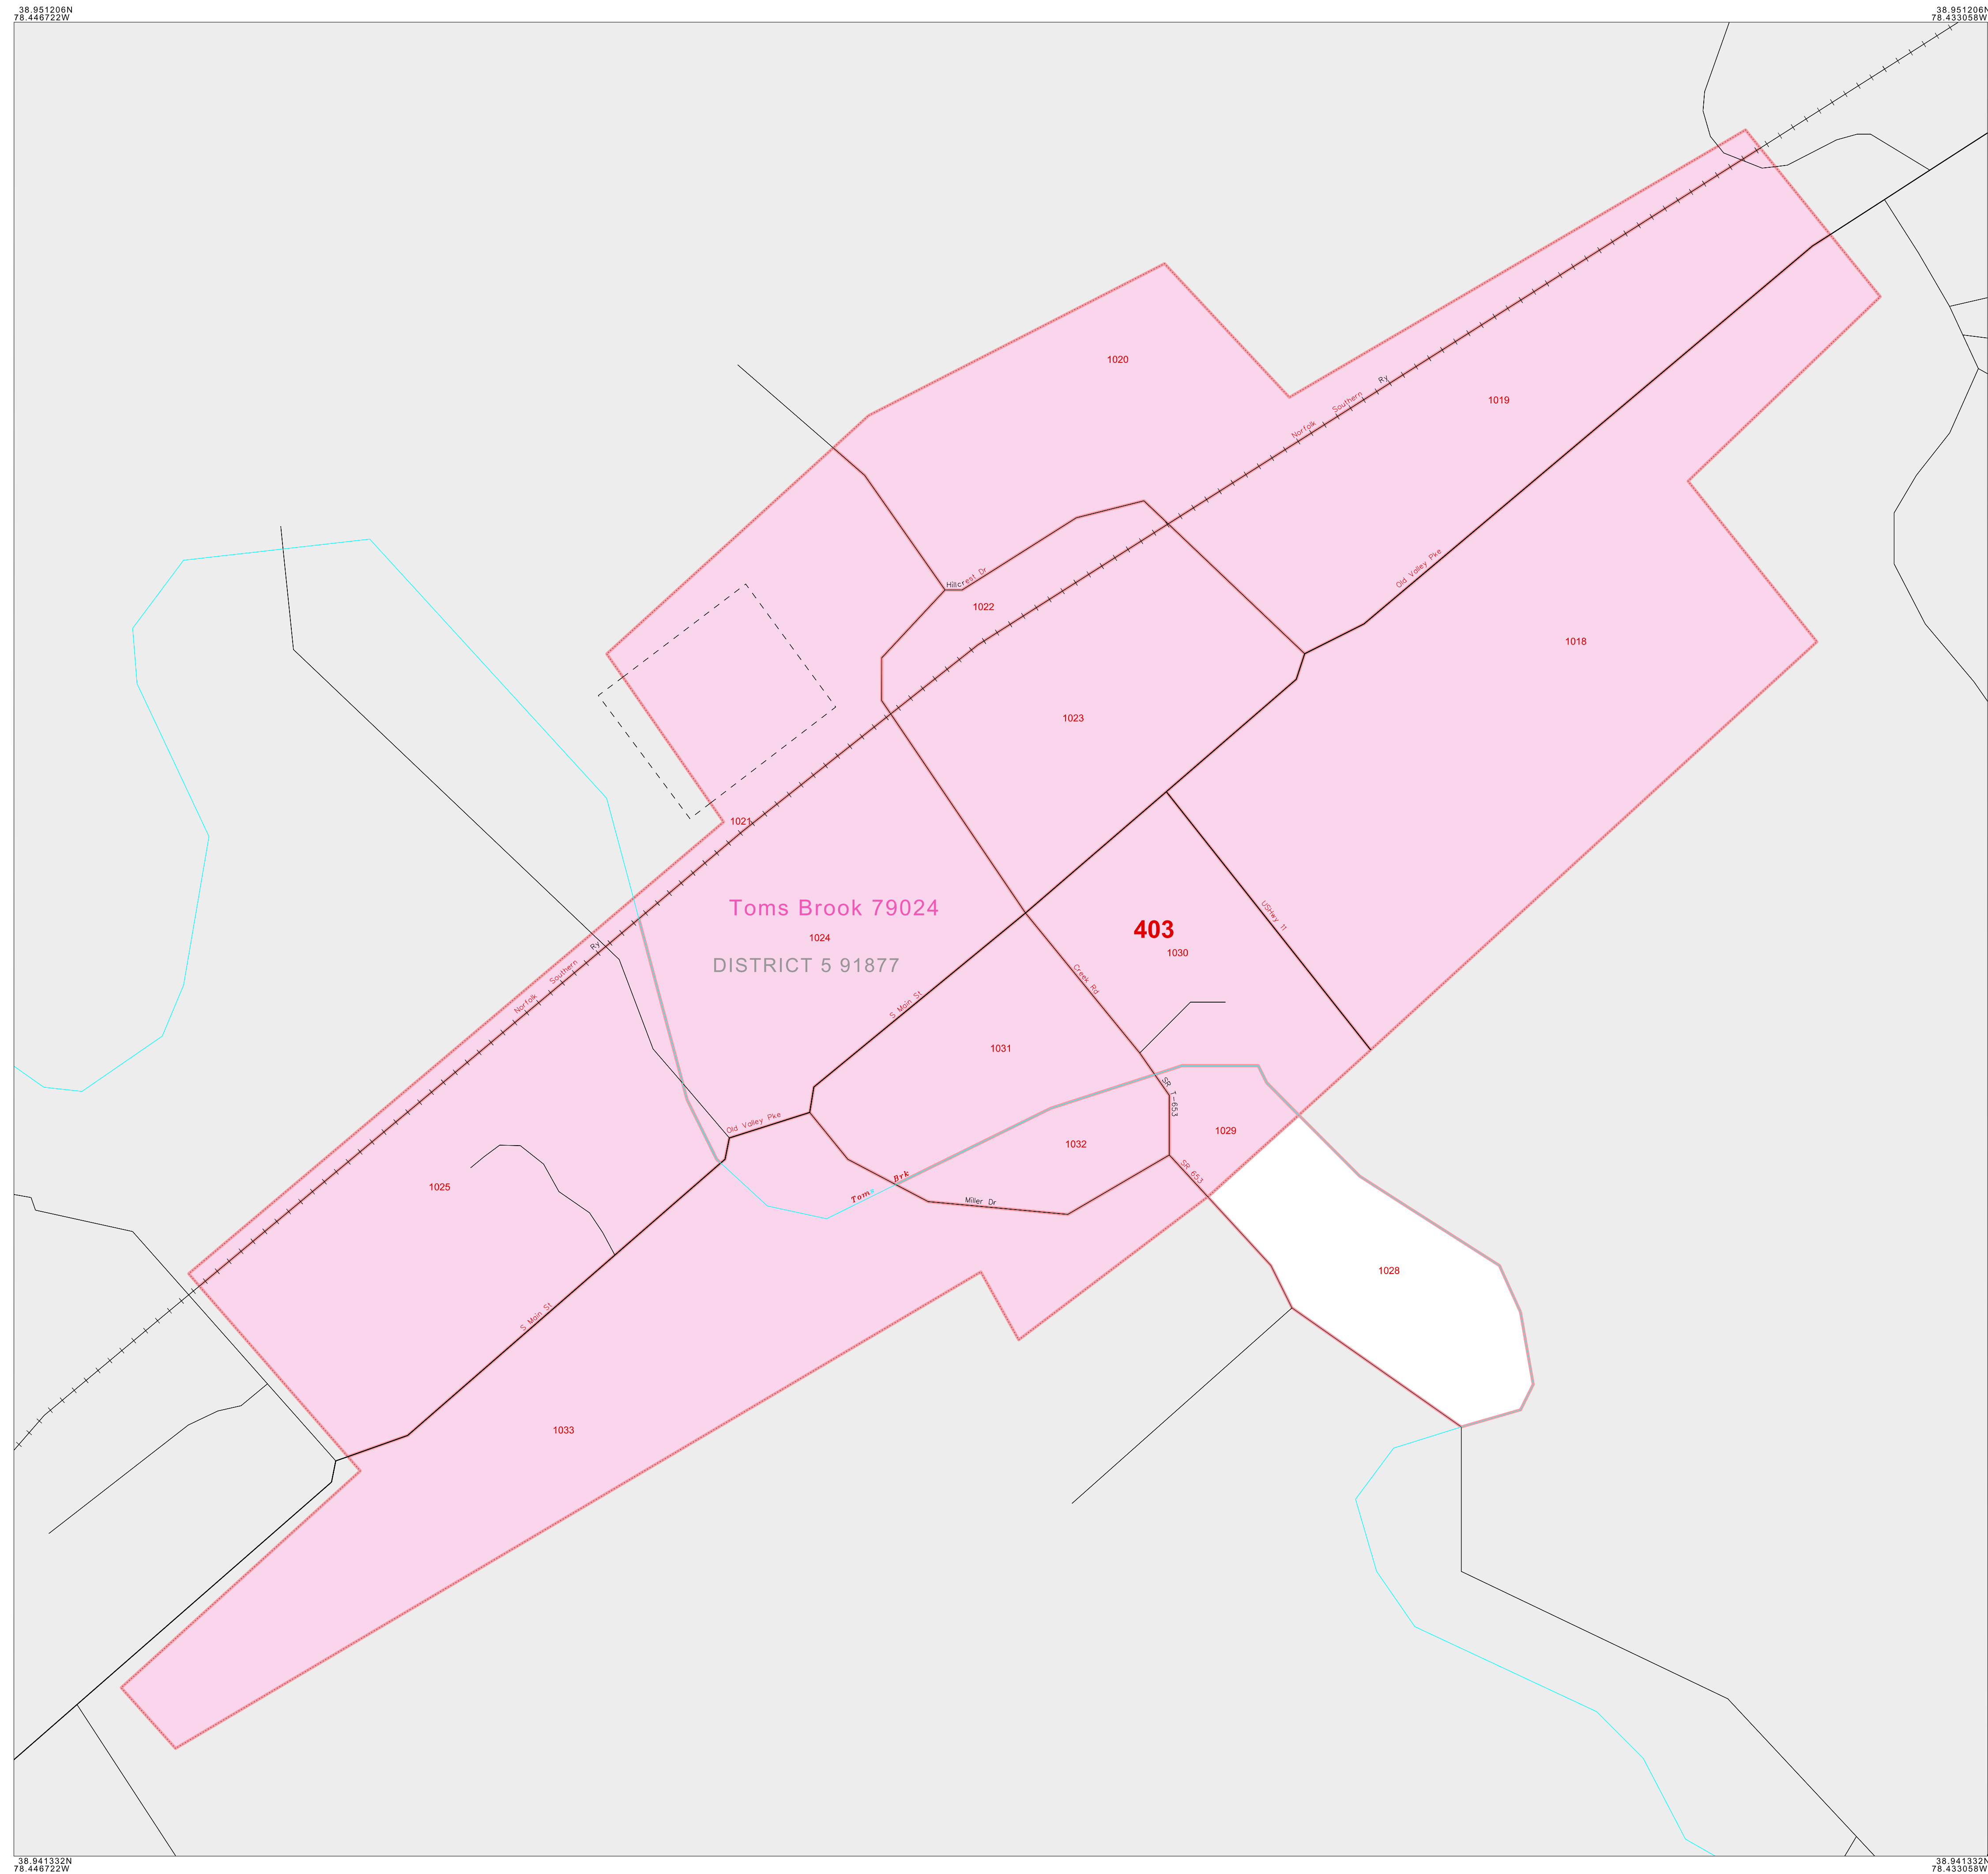 38.951206N
78.446722W
38.951206N
78.433058W
1020
Norfolk Southern Ry
1019
Old Valley Pke
Hillcrest Dr
1022
1018
1023
1021
Toms Brook 79024
403
USHwy 11
1024
1030
DISTRICT 5 91877
Norfolk Southern Ry
Creek Rd
S Main St
1031
SR T-653
Old Valley Pke
1029
1032
SR 653
Toms Brk
1025
Miller Dr
1028
S Main St
1033
38.941332N
78.446722W
38.941332N
78.433058W